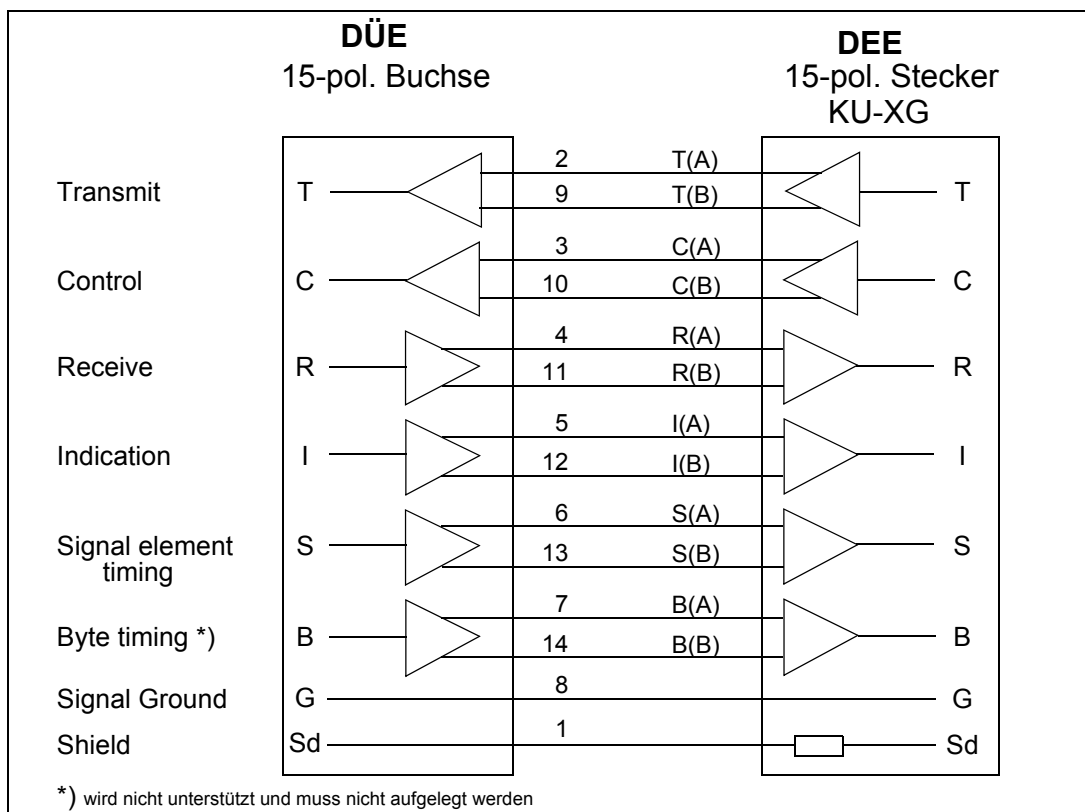 DÜE
15-pol. Buchse
DEE
15-pol. Stecker
KU-XG
Transmit T 2 T(A) T
9 T(B)
Control C 3 C(A) C
10 C(B)
Receive R 4 R(A) R
11 R(B)
Indication I 5 I(A) I
12 I(B)
Signal element S 6 S(A) S
timing 13 S(B)
Byte timing *) B 7 B(A) B
14 B(B)
Signal Ground G 8 G
Shield Sd 1 Sd
*) wird nicht unterstützt und muss nicht aufgelegt werden